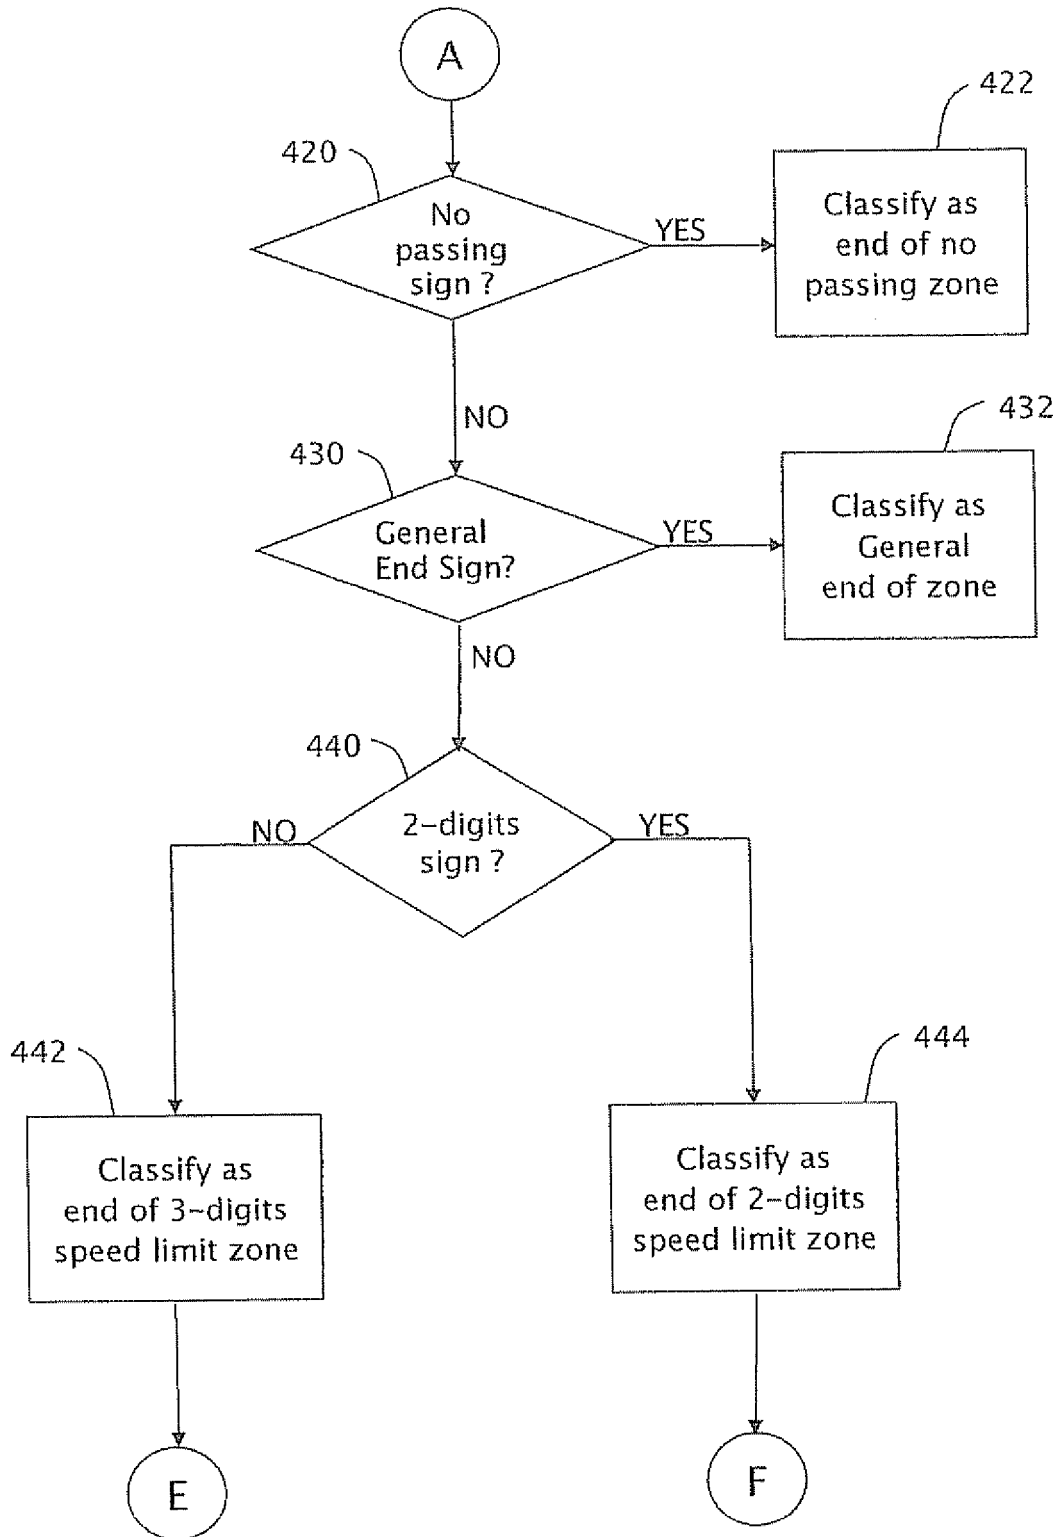 A
422
420
No
passing
sign ?
YES
Classify as
end of no
passing zone
NO
432
430
General
End Sign?
YES
Classify as
General
end of zone
NO
440
2-digits
sign ?
NO
YES
442
444
Classify as
end of 3-digits
speed limit zone
Classify as
end of 2-digits
speed limit zone
E
F